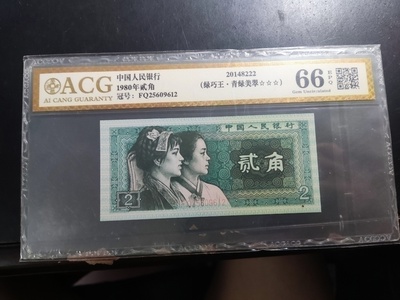 ACG
AI CANG GUARANTY
中国人民银行
1980年贰角
冠号：FQ25609612
20148222
(绿巧王·青绿美翠☆☆☆)
66 EPQ
中国人民银行
贰角
2
2